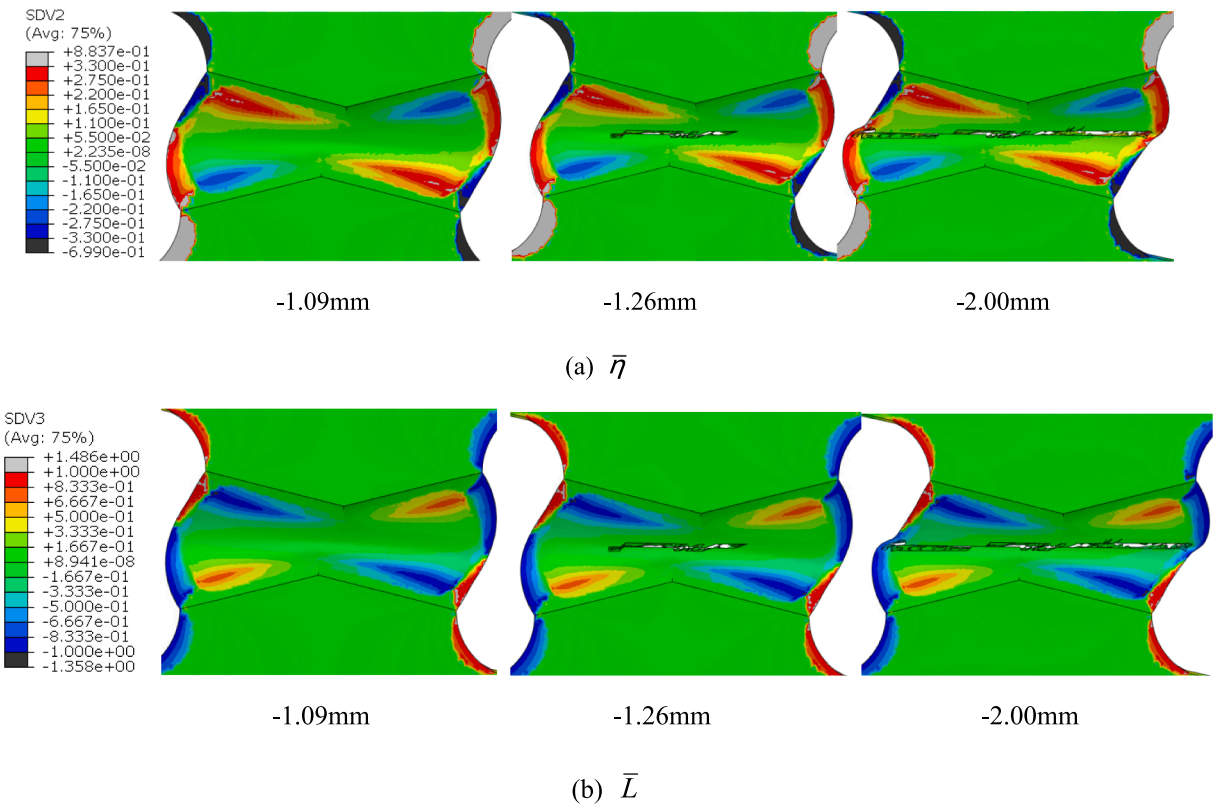 SDV2
(Avg: 75%)
+8.837e-01
+3.300e-01
+2.750e-01
+2.200e-01
+1.650e-01
+1.100e-01
+5.500e-02
+2.235e-08
-5.500e-02
-1.100e-01
-1.650e-01
-2.200e-01
-2.750e-01
-3.300e-01
-6.990e-01
-1.09mm
-1.26mm
-2.00mm
(a) η̅
SDV3
(Avg: 75%)
+1.486e+00
+1.000e+00
+8.333e-01
+6.667e-01
+5.000e-01
+3.333e-01
+1.667e-01
+8.941e-08
-1.667e-01
-3.333e-01
-5.000e-01
-6.667e-01
-8.333e-01
-1.000e+00
-1.358e+00
-1.09mm
-1.26mm
-2.00mm
(b) L̅